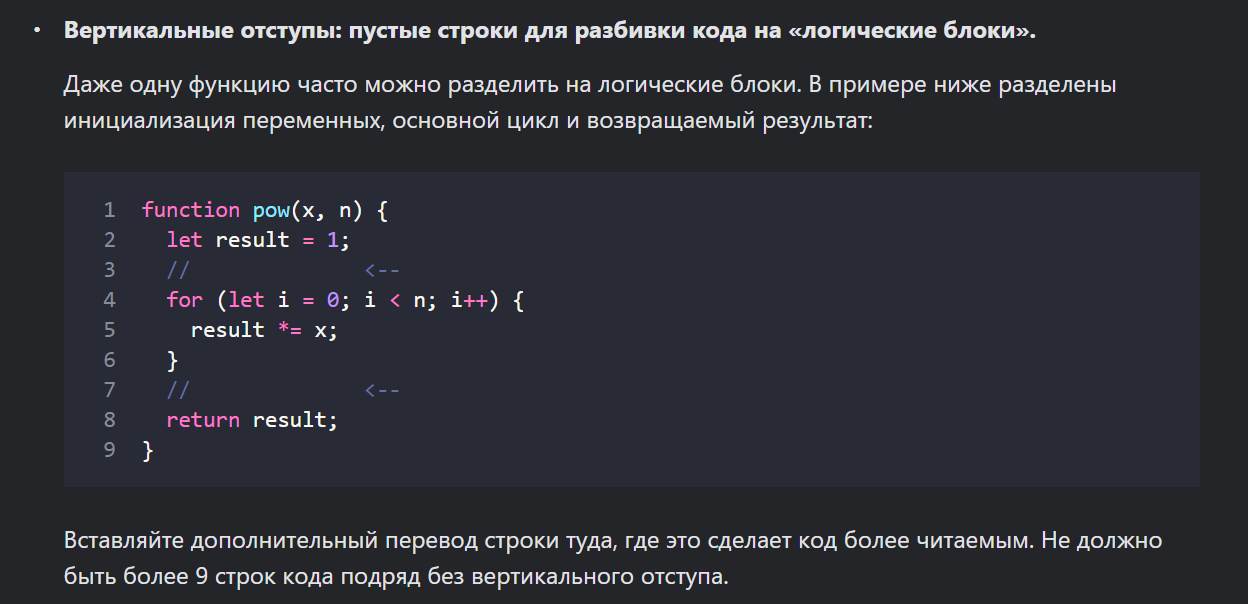 • Вертикальные отступы: пустые строки для разбивки кода на «логические блоки».
Даже одну функцию часто можно разделить на логические блоки. В примере ниже разделены
инициализация переменных, основной цикл и возвращаемый результат:
1 function pow(x, n) {
2   let result = 1;
3   //              <--
4   for (let i = 0; i < n; i++) {
5     result *= x;
6   }
7   //              <--
8   return result;
9 }
Вставляйте дополнительный перевод строки туда, где это сделает код более читаемым. Не должно
быть более 9 строк кода подряд без вертикального отступа.